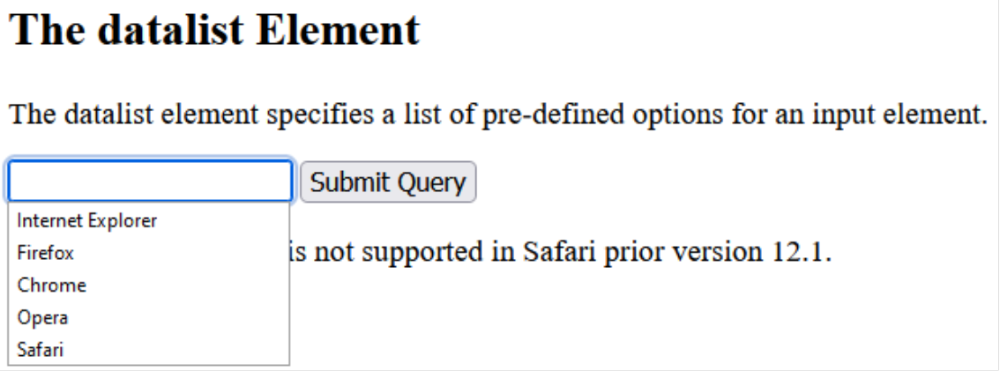 The datalist Element
The datalist element specifies a list of pre-defined options for an input element.
Submit Query
Internet Explorer
Firefox
is not supported in Safari prior version 12.1.
Chrome
Opera
Safari